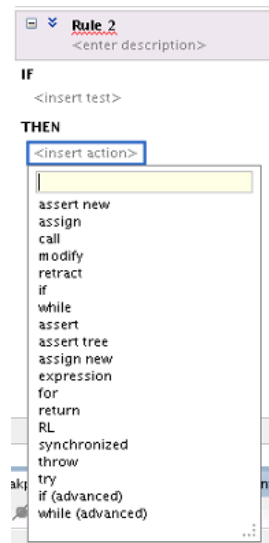 Rule 2
<enter description>
IF
<insert test>
THEN
<insert action>
assert new
assign
call
modify
retract
if
while
assert
assert tree
assign new
expression
for
return
RL
synchronized
throw
try
if (advanced)
while (advanced)